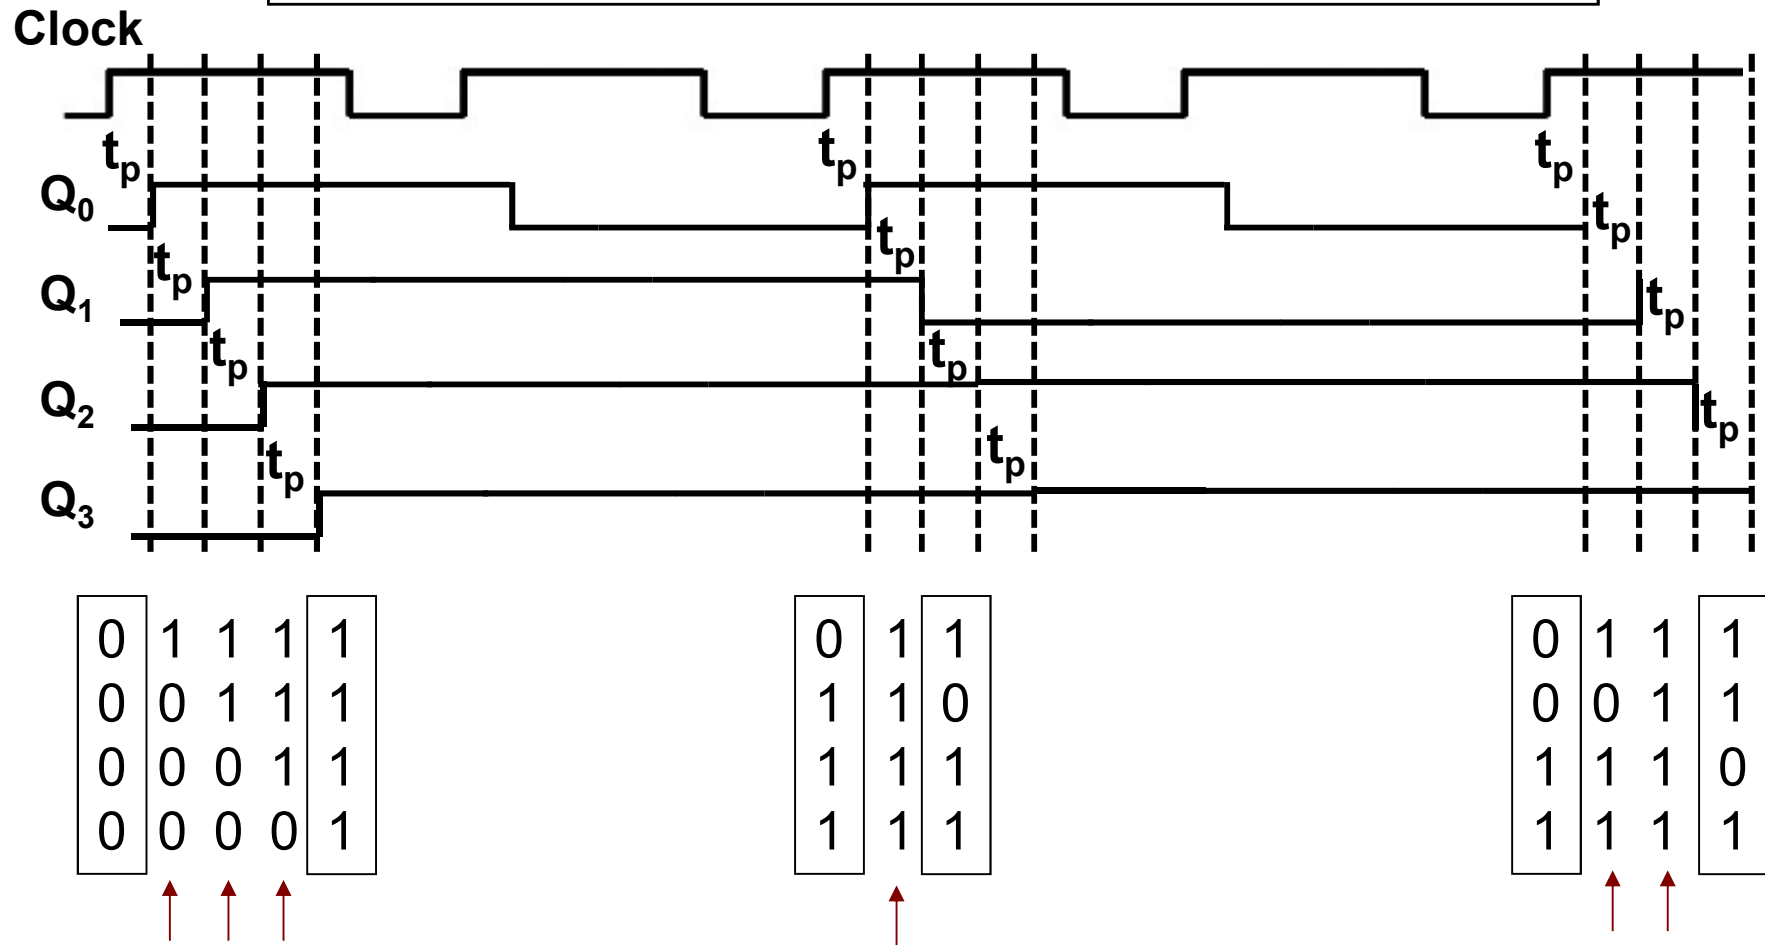 Clock
tp tp tp
Q0 tp
tp tp
Q1 tp
tp tp
Q2 tp
tp tp
Q3
0 1 1 1 1 0 1 1 0 1 1 1
0 0 1 1 1 1 1 0 0 0 1 1
0 0 0 1 1 1 1 1 1 1 1 0
0 0 0 0 1 1 1 1 1 1 1 1